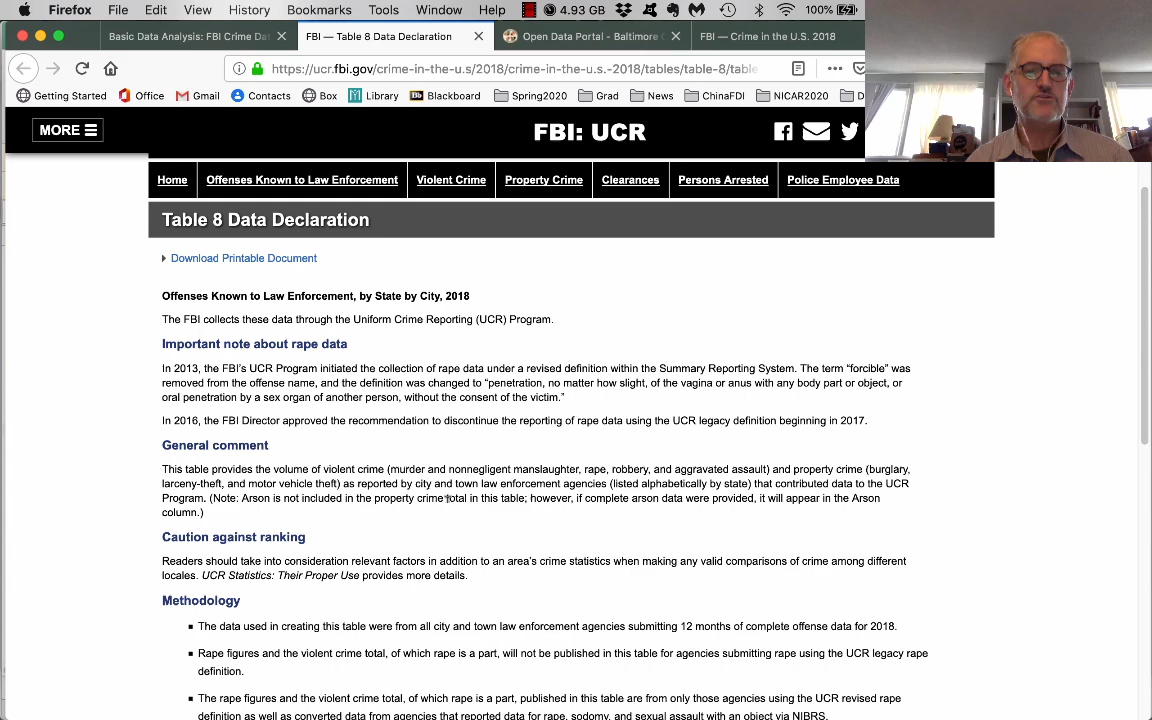 Firefox File Edit View History Bookmarks Tools Window Help 4.93 GB 100%
Basic Data Analysis: FBI Crime Da
FBI — Table 8 Data Declaration
Open Data Portal - Baltimore
FBI — Crime in the U.S. 2018
https://ucr.fbi.gov/crime-in-the-u.s/2018/crime-in-the-u.s.-2018/tables/table-8/table
Getting Started Office Gmail Contacts Box Library Blackboard Spring2020 Grad News ChinaFDI NICAR2020 D
MORE
FBI: UCR
Home Offenses Known to Law Enforcement Violent Crime Property Crime Clearances Persons Arrested Police Employee Data
Table 8 Data Declaration
Download Printable Document
Offenses Known to Law Enforcement, by State by City, 2018
The FBI collects these data through the Uniform Crime Reporting (UCR) Program.
Important note about rape data
In 2013, the FBI's UCR Program initiated the collection of rape data under a revised definition within the Summary Reporting System. The term “forcible” was
removed from the offense name, and the definition was changed to “penetration, no matter how slight, of the vagina or anus with any body part or object, or
oral penetration by a sex organ of another person, without the consent of the victim.”
In 2016, the FBI Director approved the recommendation to discontinue the reporting of rape data using the UCR legacy definition beginning in 2017.
General comment
This table provides the volume of violent crime (murder and nonnegligent manslaughter, rape, robbery, and aggravated assault) and property crime (burglary,
larceny-theft, and motor vehicle theft) as reported by city and town law enforcement agencies (listed alphabetically by state) that contributed data to the UCR
Program. (Note: Arson is not included in the property crime total in this table; however, if complete arson data were provided, it will appear in the Arson
column.)
Caution against ranking
Readers should take into consideration relevant factors in addition to an area's crime statistics when making any valid comparisons of crime among different
locales. UCR Statistics: Their Proper Use provides more details.
Methodology
The data used in creating this table were from all city and town law enforcement agencies submitting 12 months of complete offense data for 2018.
Rape figures and the violent crime total, of which rape is a part, will not be published in this table for agencies submitting rape using the UCR legacy rape
definition.
The rape figures and the violent crime total, of which rape is a part, published in this table are from only those agencies using the UCR revised rape
definition as well as converted data from agencies that reported data for rape, sodomy, and sexual assault with an object via NIBRS.